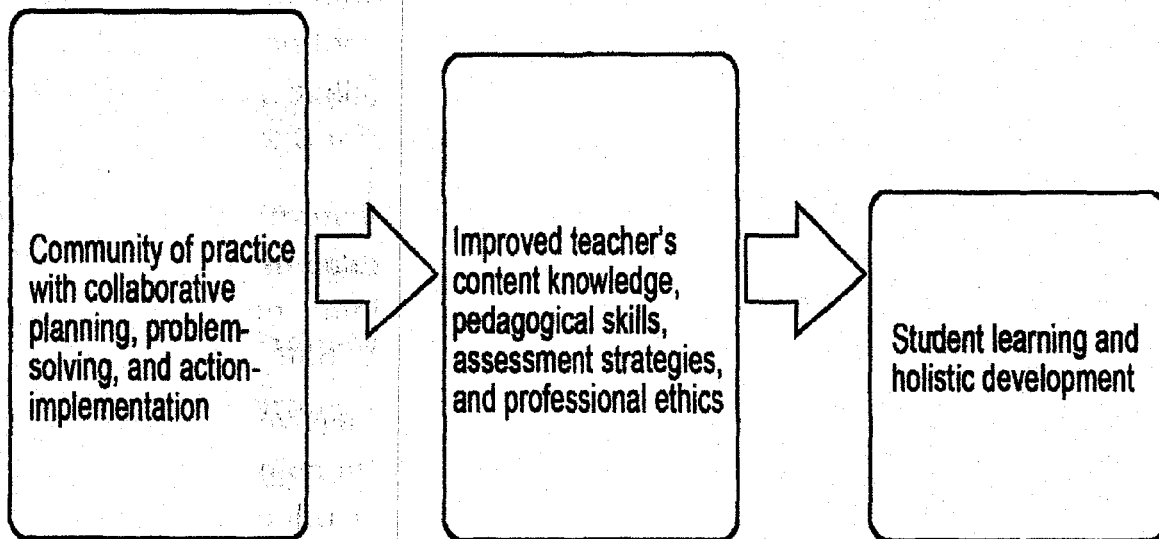 Community of practice
with collaborative
planning, problem-
solving, and action-
implementation
Improved teacher's
content knowledge,
pedagogical skills,
assessment strategies,
and professional ethics
Student learning and
holistic development